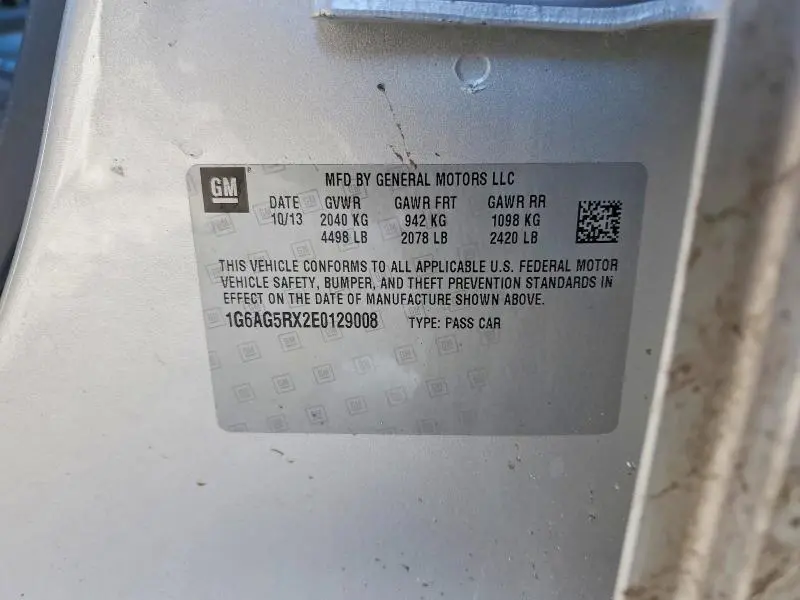 GM
MFD BY GENERAL MOTORS LLC
DATE GVWR GAWR FRT GAWR RR
10/13 2040 KG 942 KG 1098 KG
4498 LB 2078 LB 2420 LB
THIS VEHICLE CONFORMS TO ALL APPLICABLE U.S. FEDERAL MOTOR
VEHICLE SAFETY, BUMPER, AND THEFT PREVENTION STANDARDS IN
EFFECT ON THE DATE OF MANUFACTURE SHOWN ABOVE.
1G6AG5RX2E0129008 TYPE: PASS CAR